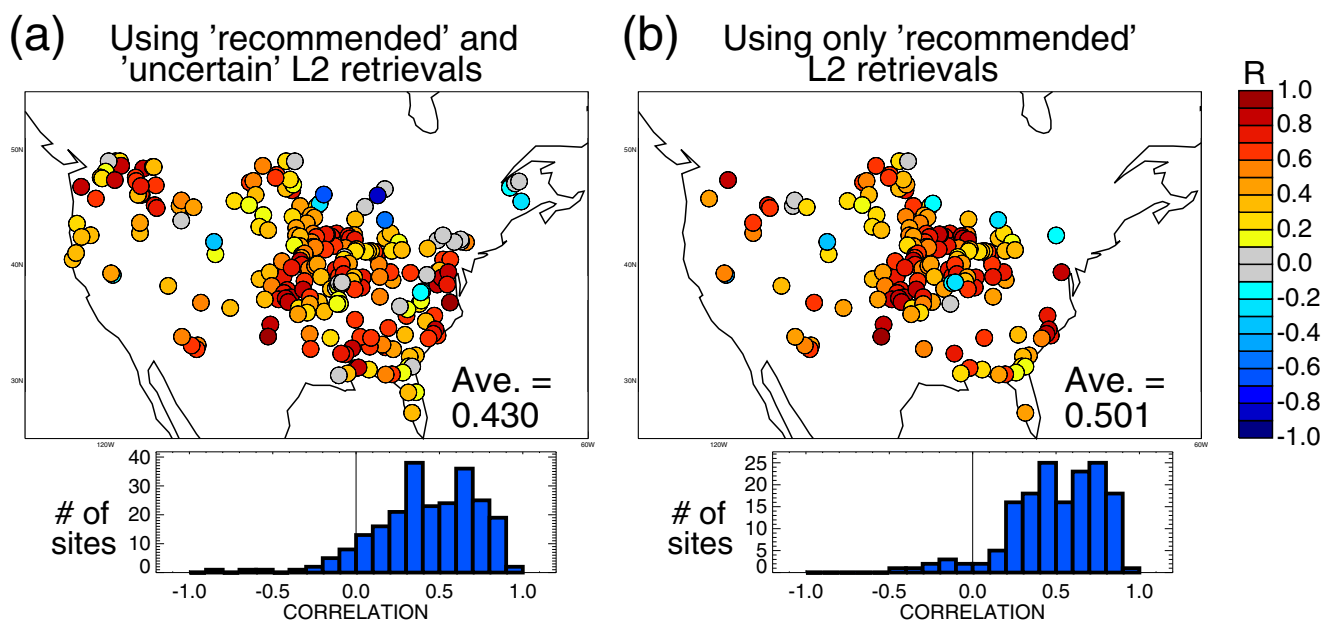 (a) Using 'recommended' and
'uncertain' L2 retrievals
50N
40N
30N
120W
60W
Ave. =
0.430
(b) Using only 'recommended'
L2 retrievals
50N
40N
30N
120W
60W
Ave. =
0.501
R
1.0
0.8
0.6
0.4
0.2
0.0
-0.2
-0.4
-0.6
-0.8
-1.0
# of
sites
40
30
20
10
0
-1.0 -0.5 0.0 0.5 1.0
CORRELATION
# of
sites
25
20
15
10
5
0
-1.0 -0.5 0.0 0.5 1.0
CORRELATION